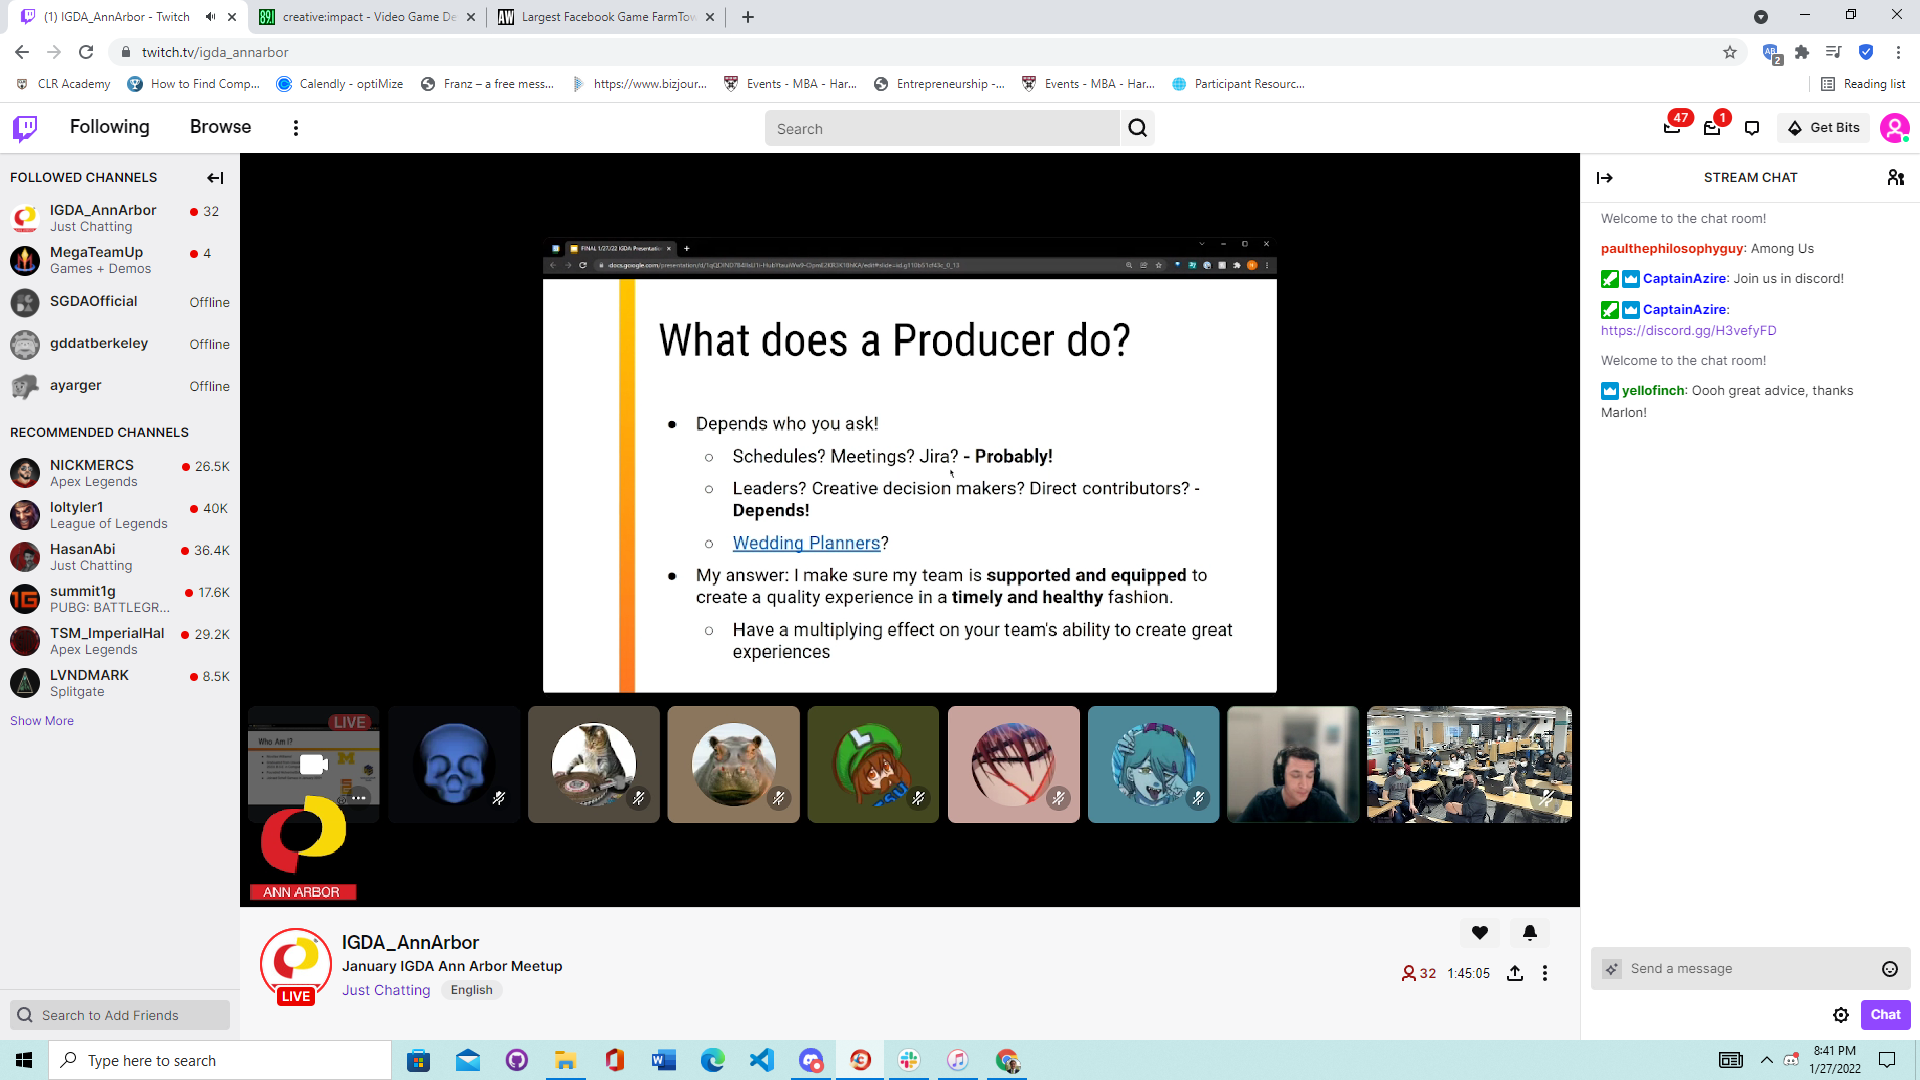 (1) IGDA_AnnArbor - Twitch
creative:impact - Video Game De
Largest Facebook Game FarmTow
twitch.tv/igda_annarbor
CLR Academy
How to Find Comp...
Calendly - optiMize
Franz – a free mess...
https://www.bizjour...
Events - MBA - Har...
Entrepreneurship -...
Events - MBA - Har...
Participant Resourc...
Reading list
Following
Browse
Search
47
1
Get Bits
FOLLOWED CHANNELS
IGDA_AnnArbor
32
Just Chatting
MegaTeamUp
4
Games + Demos
SGDAOfficial
Offline
gddatberkeley
Offline
ayarger
Offline
RECOMMENDED CHANNELS
NICKMERCS
26.5K
Apex Legends
loltyler1
40K
League of Legends
HasanAbi
36.4K
Just Chatting
summit1g
17.6K
PUBG: BATTLEGR...
TSM_ImperialHal
29.2K
Apex Legends
LVNDMARK
8.5K
Splitgate
Show More
Search to Add Friends
FINAL 1/27/22 IGDA Presentatio
What does a Producer do?
Depends who you ask!
Schedules? Meetings? Jira? - Probably!
Leaders? Creative decision makers? Direct contributors? -
Depends!
Wedding Planners?
My answer: I make sure my team is supported and equipped to
create a quality experience in a timely and healthy fashion.
Have a multiplying effect on your team's ability to create great
experiences
LIVE
Who Am I?
ANN ARBOR
IGDA_AnnArbor
January IGDA Ann Arbor Meetup
Just Chatting
English
LIVE
32
1:45:05
STREAM CHAT
Welcome to the chat room!
paulthephilosophyguy: Among Us
CaptainAzire: Join us in discord!
CaptainAzire:
https://discord.gg/H3vefyFD
Welcome to the chat room!
yellofinch: Oooh great advice, thanks
Marlon!
Send a message
Chat
Type here to search
8:41 PM
1/27/2022